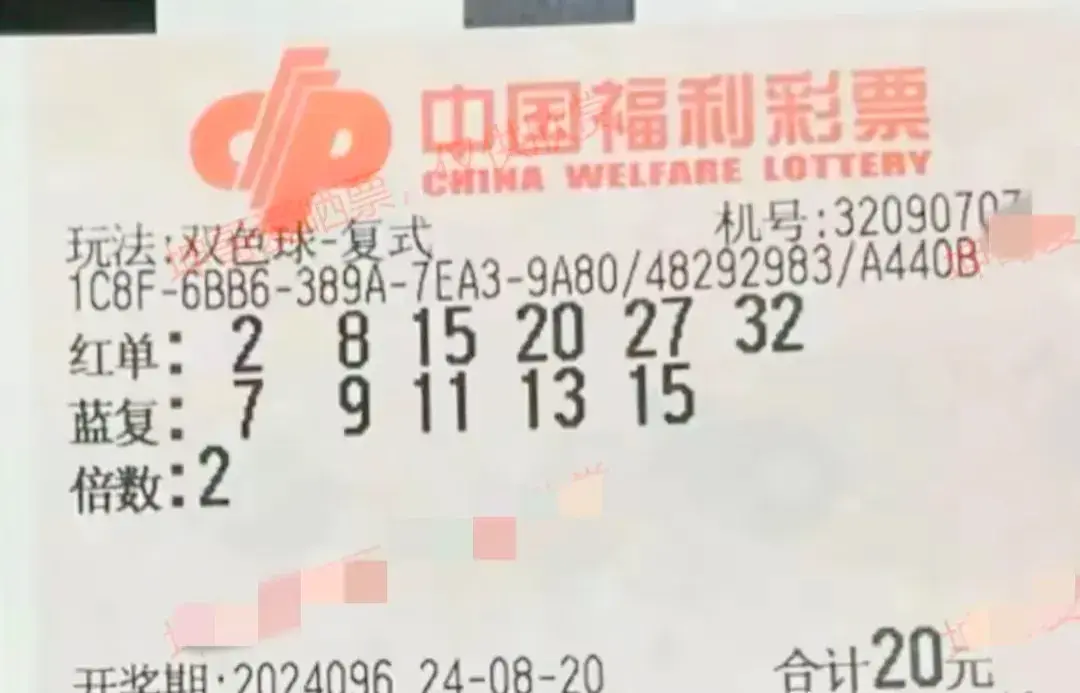 中国福利彩票
CHINA WELFARE LOTTERY
玩法:双色球-复式 机号:32090707
1C8F-6BB6-389A-7EA3-9A80/48292983/A440B
红单: 2 8 15 20 27 32
蓝复: 7 9 11 13 15
倍数:2
开奖期:2024096 24-08-20 合计20元